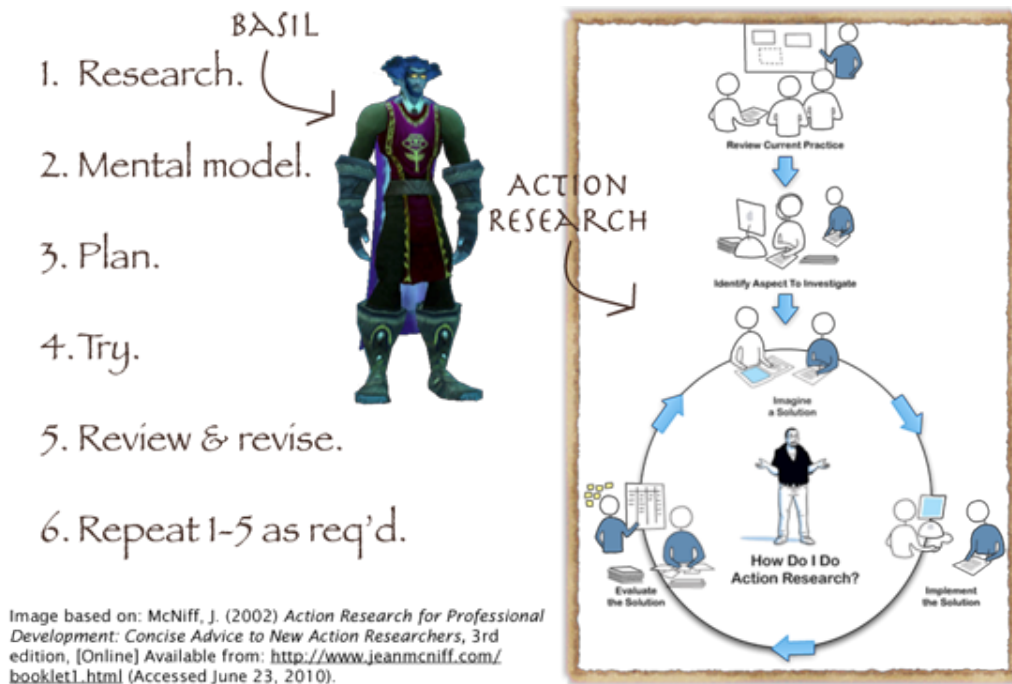 BASIL
1. Research.
2. Mental model.
3. Plan.
4. Try.
5. Review & revise.
6. Repeat 1-5 as req'd.
Image based on: McNiff, J. (2002) Action Research for Professional
Development: Concise Advice to New Action Researchers, 3rd
edition, [Online] Available from: http://www.jeanmcniff.com/
booklet1.html (Accessed June 23, 2010).
ACTION
RESEARCH
Review Current Practice
Identify Aspect To Investigate
Imagine
a Solution
How Do I Do
Action Research?
Evaluate
the Solution
Implement
the Solution